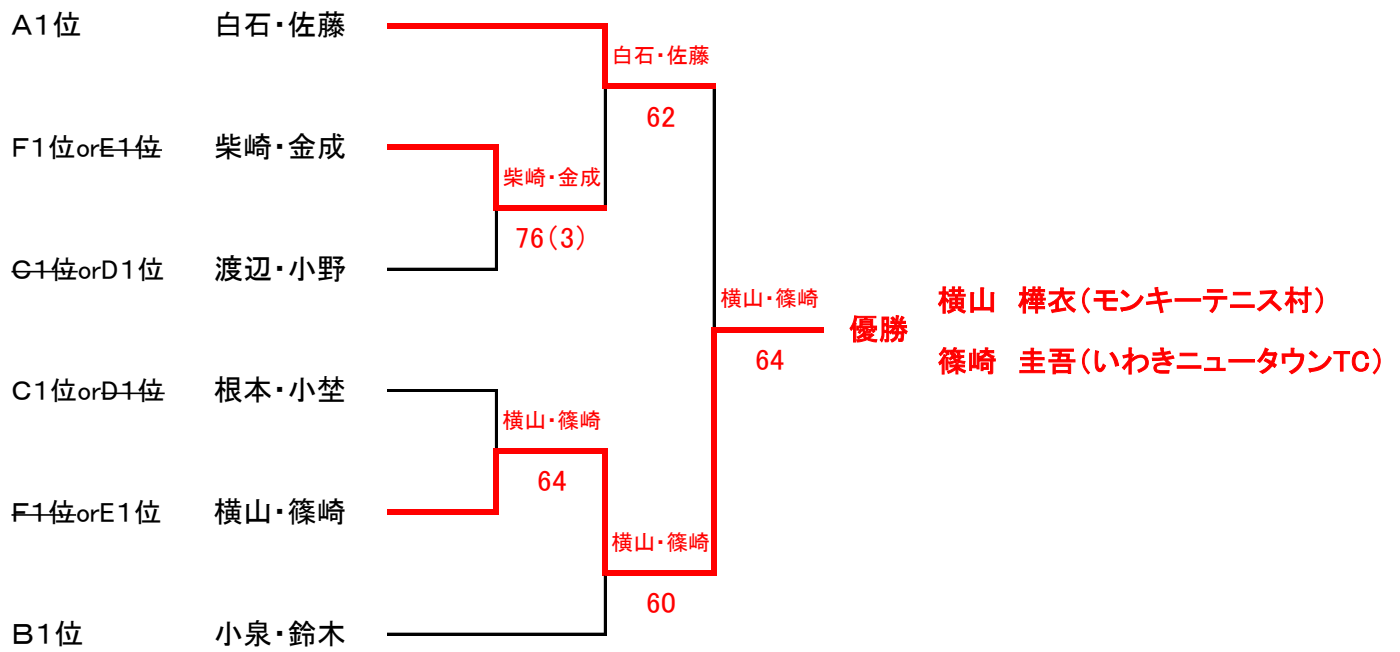 A1位 白石・佐藤
白石・佐藤
62
F1位orE1位 柴崎・金成
柴崎・金成
76(3)
C1位orD1位 渡辺・小野
横山・篠崎
64
優勝
横山 樺衣(モンキーテニス村)
篠崎 圭吾(いわきニュータウンTC)
C1位orD1位 根本・小埜
横山・篠崎
64
F1位orE1位 横山・篠崎
横山・篠崎
60
B1位 小泉・鈴木